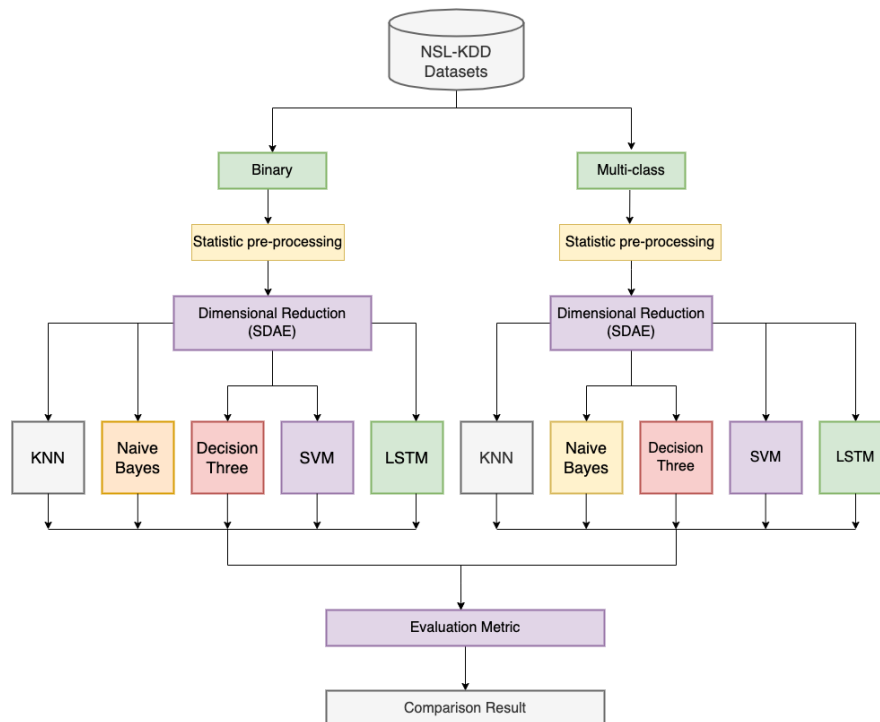 NSL-KDD
Datasets
Binary
Multi-class
Statistic pre-processing
Statistic pre-processing
Dimensional Reduction
(SDAE)
Dimensional Reduction
(SDAE)
KNN
Naive
Bayes
Decision
Three
SVM
LSTM
KNN
Naive
Bayes
Decision
Three
SVM
LSTM
Evaluation Metric
Comparison Result